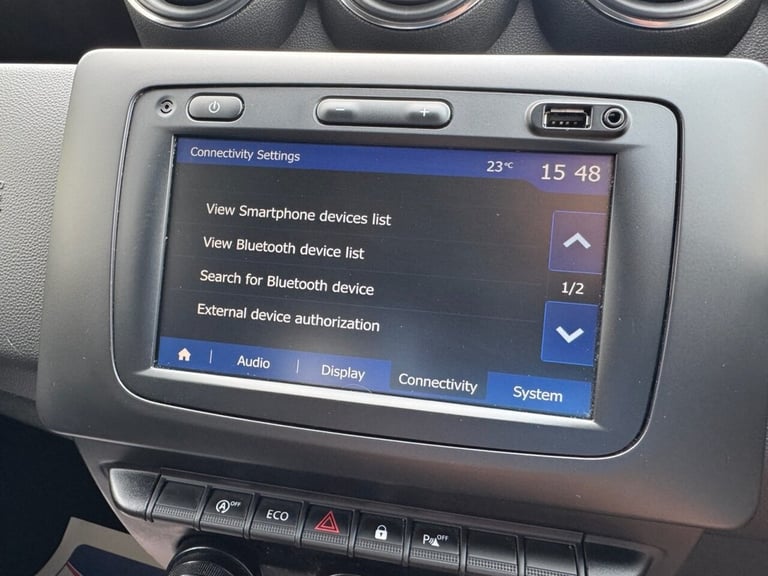 − +
Connectivity Settings 23°C 15 48
View Smartphone devices list
View Bluetooth device list
Search for Bluetooth device
1/2
External device authorization
Audio Display Connectivity System
A OFF ECO P OFF